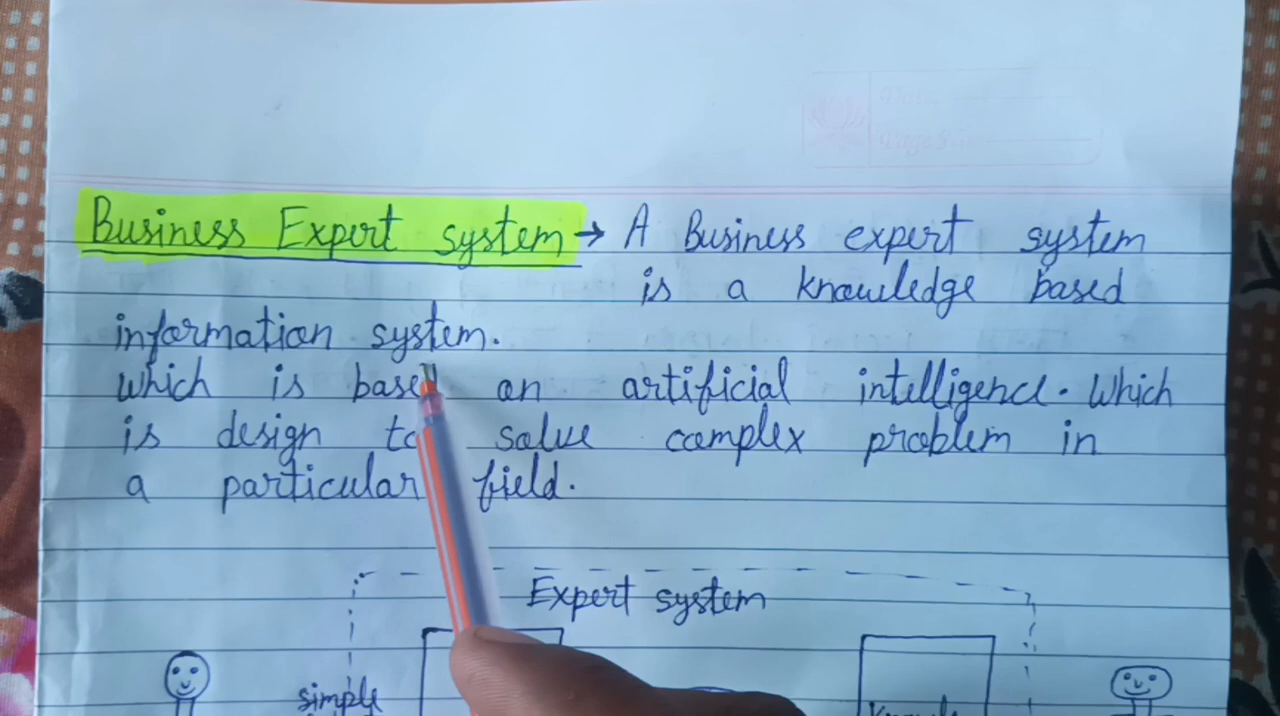 Business Expert system → A Business expert system
is a knowledge based
information system.
which is based on artificial intelligence. Which
is design to solve complex problem in
a particular field.
Expert system
simple